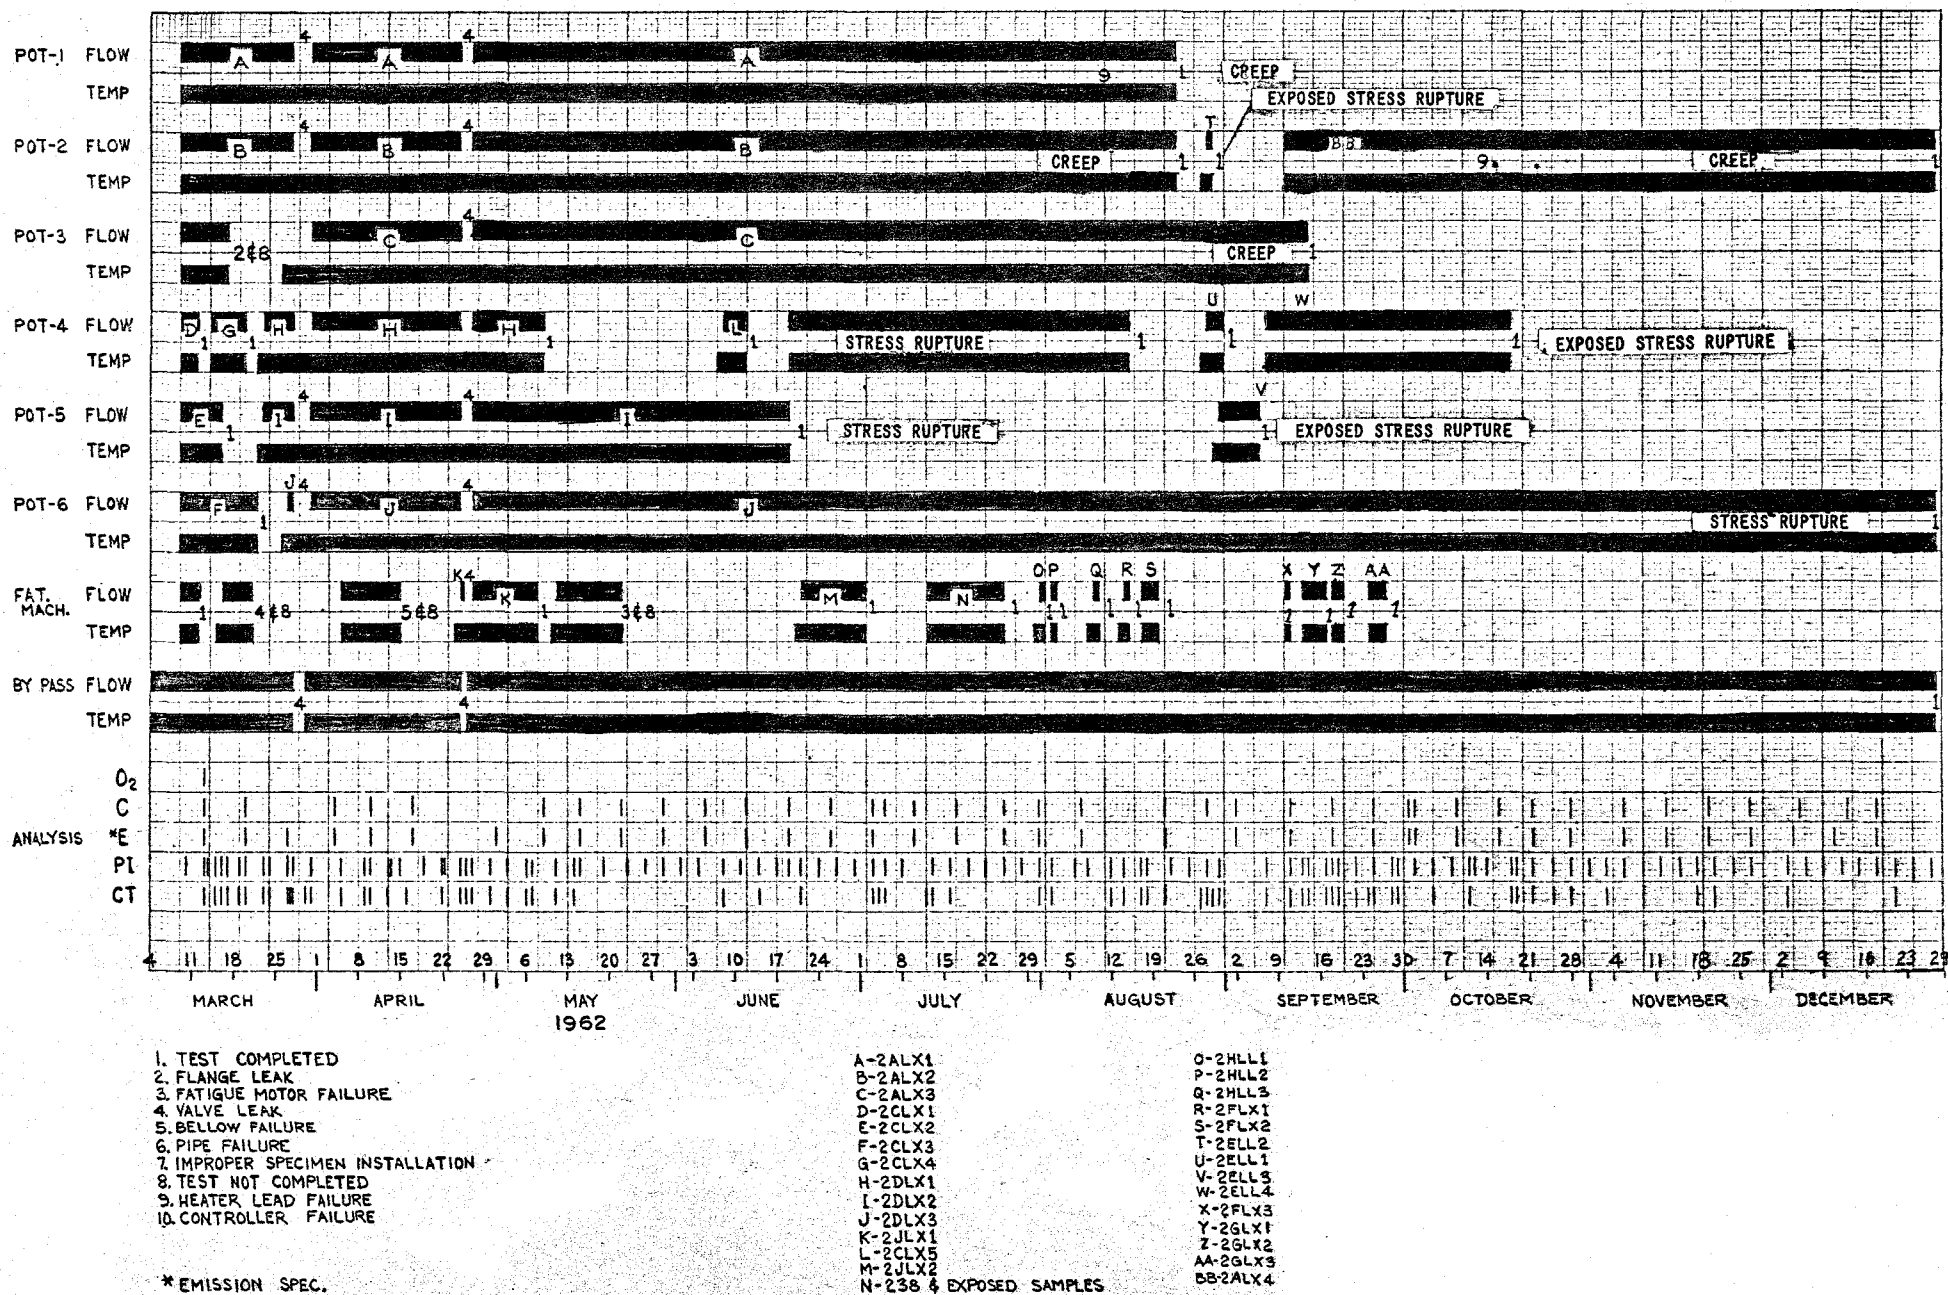 4 4
POT-1 FLOW A A A
9 1 CREEP
TEMP
EXPOSED STRESS RUPTURE
4 4 T
POT-2 FLOW B B B BB
CREEP 1 1 9 CREEP 1
TEMP
4
POT-3 FLOW C C
2&8 CREEP 1
TEMP
U W
POT-4 FLOW D G H H H L
1 1 1 1 STRESS RUPTURE 1 1 1 EXPOSED STRESS RUPTURE
TEMP
4 4 V
POT-5 FLOW E I I I
1 1 STRESS RUPTURE 1 EXPOSED STRESS RUPTURE
TEMP
J 4 4
POT-6 FLOW F J J
1 STRESS RUPTURE 1
TEMP
K4 O P Q R S X Y Z AA
FAT. MACH. FLOW K M N
1 4&8 5&8 1 3&8 1 1 1 1 1 1 1 1 1 1 1
TEMP
BY PASS FLOW
4 4 1
TEMP
O2
C
ANALYSIS *E
PI
CT
4 11 18 25 1 8 15 22 29 6 13 20 27 3 10 17 24 1 8 15 22 29 5 12 19 26 2 9 16 23 30 7 14 21 28 4 11 18 25 2 9 16 23 29
MARCH APRIL MAY JUNE JULY AUGUST SEPTEMBER OCTOBER NOVEMBER DECEMBER
1962
1. TEST COMPLETED
2. FLANGE LEAK
3. FATIGUE MOTOR FAILURE
4. VALVE LEAK
5. BELLOW FAILURE
6. PIPE FAILURE
7. IMPROPER SPECIMEN INSTALLATION
8. TEST NOT COMPLETED
9. HEATER LEAD FAILURE
10. CONTROLLER FAILURE
* EMISSION SPEC.
A-2ALX1
B-2ALX2
C-2ALX3
D-2CLX1
E-2CLX2
F-2CLX3
G-2CLX4
H-2DLX1
I-2DLX2
J-2DLX3
K-2JLX1
L-2CLX5
M-2JLX2
N-238 & EXPOSED SAMPLES
O-2HLL1
P-2HLL2
Q-2HLL3
R-2FLX1
S-2FLX2
T-2ELL2
U-2ELL1
V-2ELL3
W-2ELL4
X-2FLX3
Y-2GLX1
Z-2GLX2
AA-2GLX3
BB-2ALX4